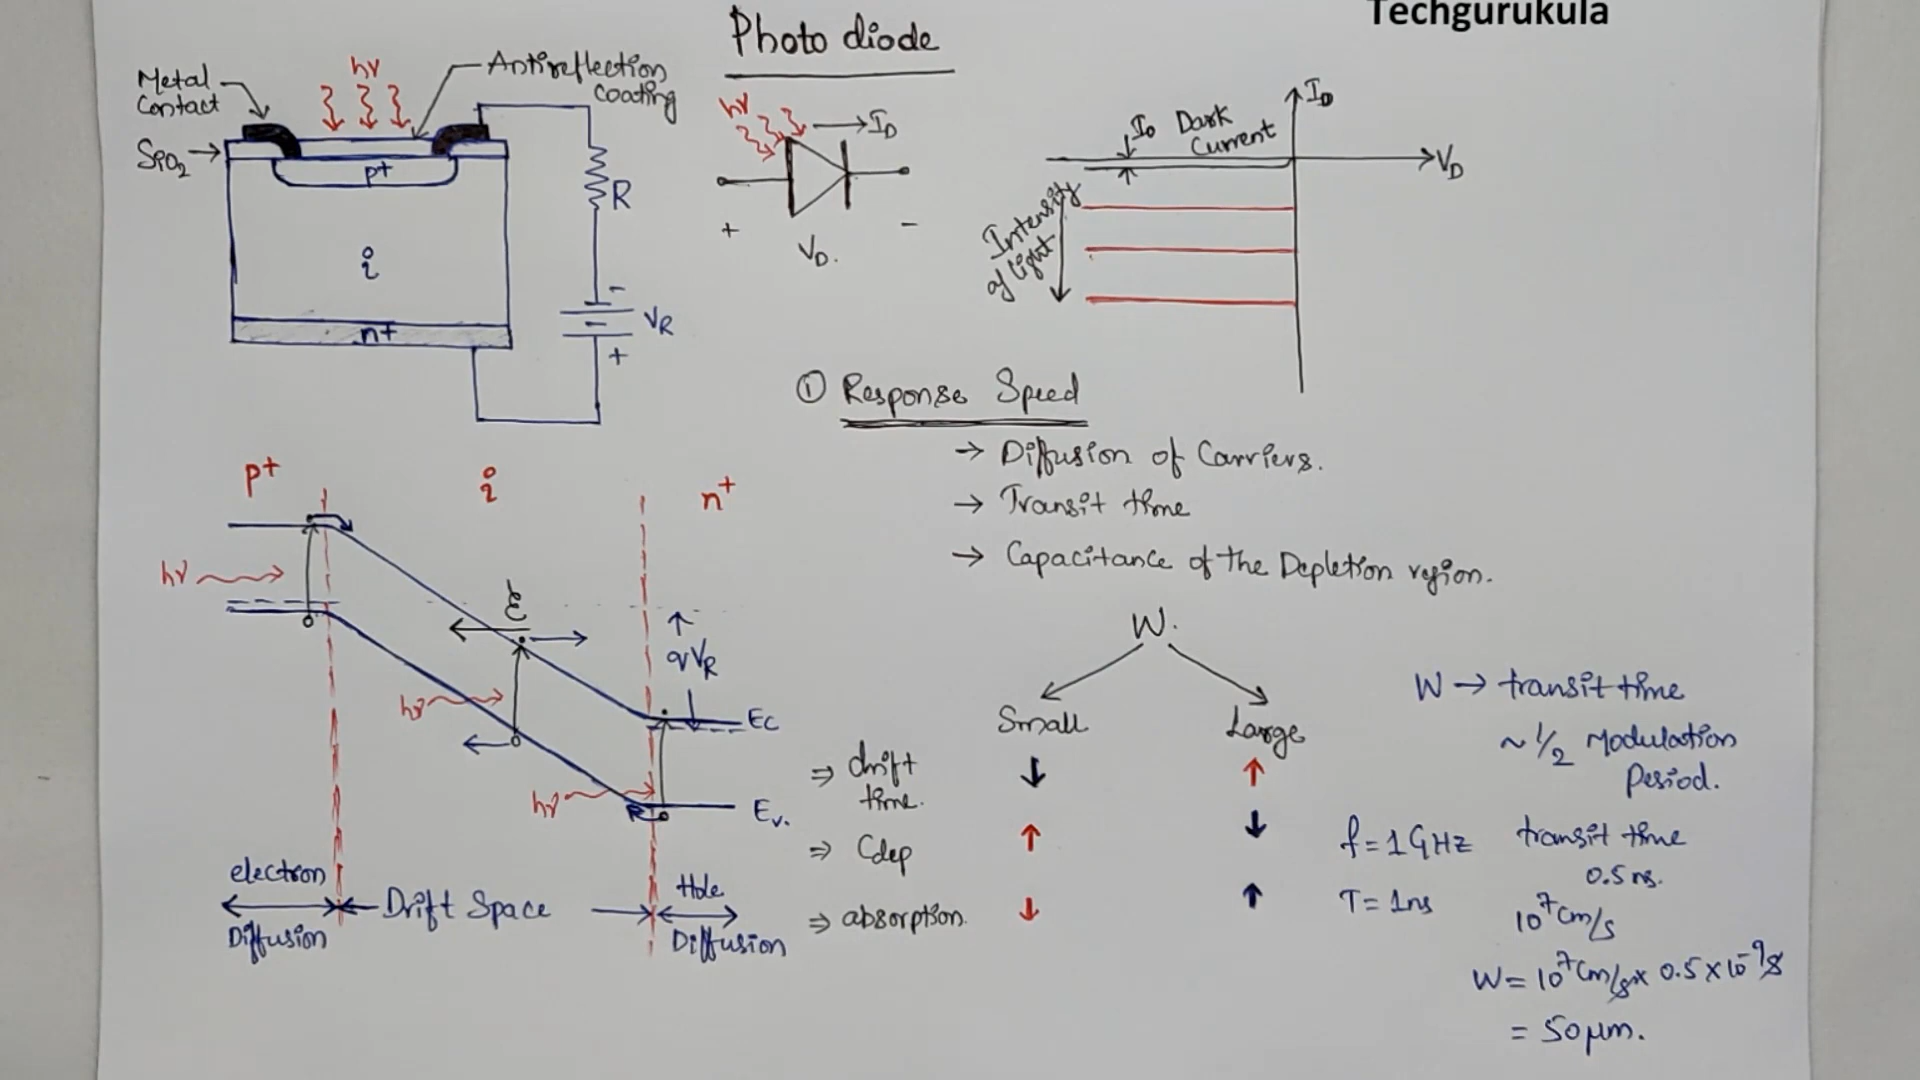 Techgurukula
Photo diode
Metal
Contact
hν
Antireflection
coating
SiO2
p+
i
n+
R
-
VR
+
hν
ID
+
VD.
-
ID
I0 Dark
Current
VD
Intensity
of light
① Response Speed
→ Diffusion of Carriers.
→ Transit time
→ Capacitance of the Depletion region.
p+
i
n+
hν
Ɛ
hν
qVR
Ec
hν
Ev.
electron
Diffusion
Drift Space
Hole
Diffusion
W.
Small
Large
⇒ drift
time.
↓
↑
⇒ Cdep
↑
↓
⇒ absorption.
↓
↑
W → transit time
~ 1/2 Modulation
Period.
f = 1 GHz
transit time
0.5 ns.
T = 1ns
10^7 cm/s
W = 10^7 cm/s x 0.5 x 10^-9 s
= 50 μm.